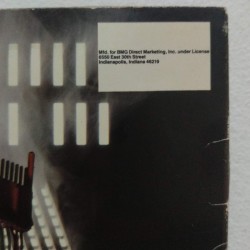 Mfd. for BMG Direct Marketing, Inc. under License
6550 East 30th Street
Indianapolis, Indiana 46219